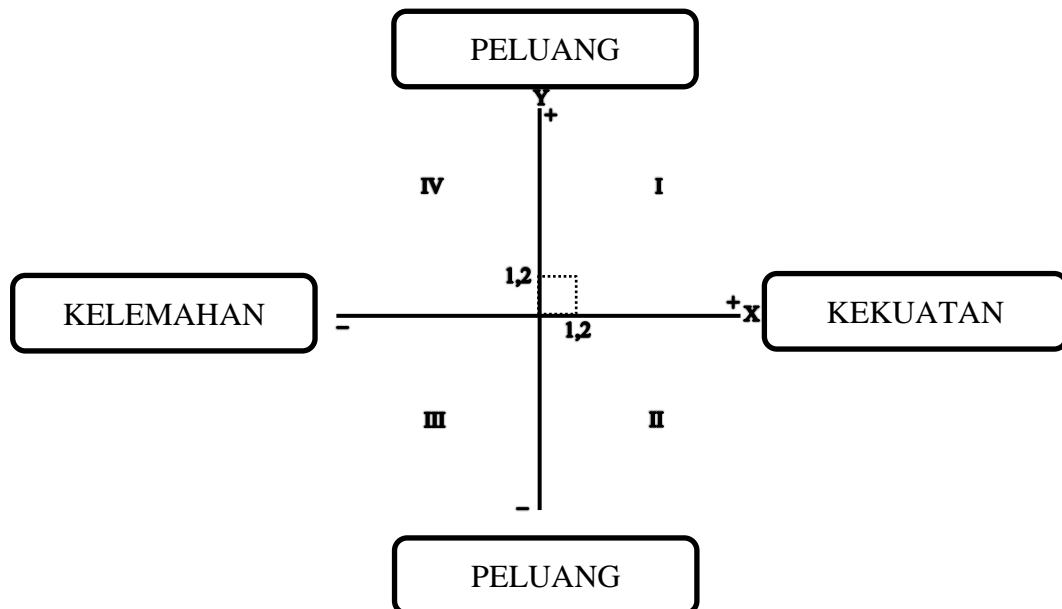 PELUANG
Y
+
IV
I
1,2
KELEMAHAN
+
X
KEKUATAN
–
1,2
III
II
–
PELUANG